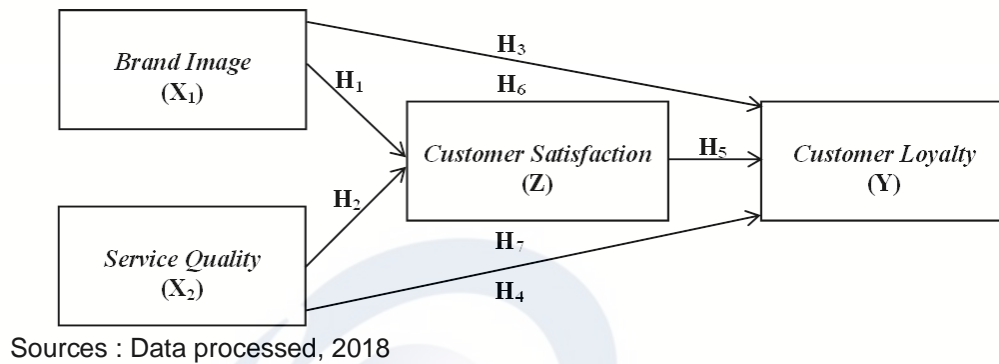 Brand Image
(X₁)
H₃
H₁
H₆
Customer Satisfaction
(Z)
H₅
Customer Loyalty
(Y)
H₂
Service Quality
(X₂)
H₇
H₄
Sources : Data processed, 2018